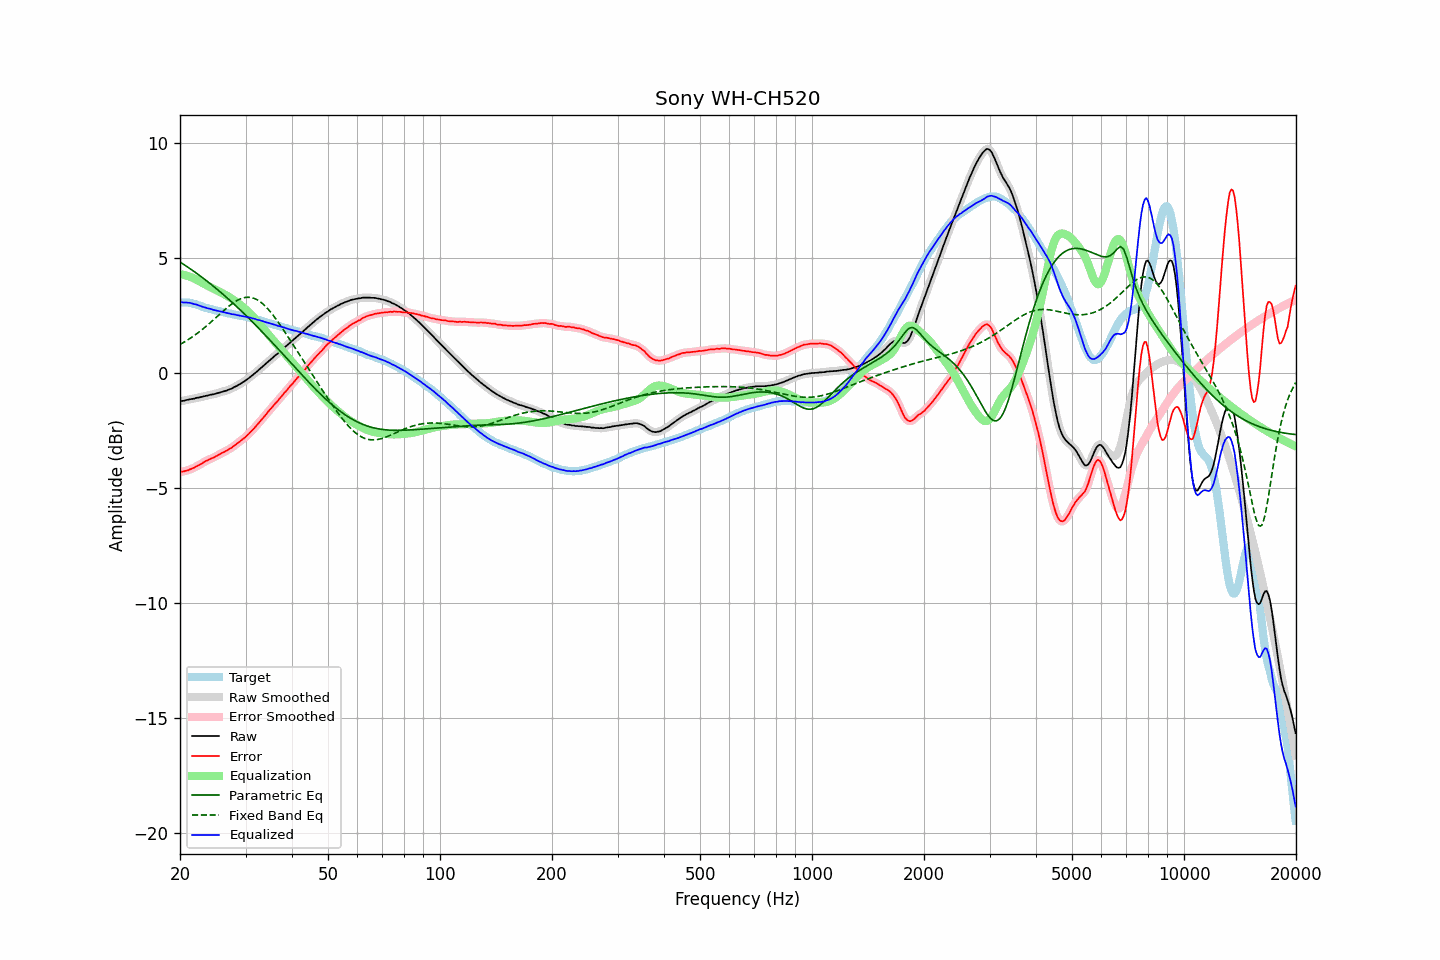 Sony WH-CH520
Amplitude (dBr)
10
5
0
−5
−10
−15
−20
Target
Raw Smoothed
Error Smoothed
Raw
Error
Equalization
Parametric Eq
Fixed Band Eq
Equalized
20 50 100 200 500 1000 2000 5000 10000 20000
Frequency (Hz)